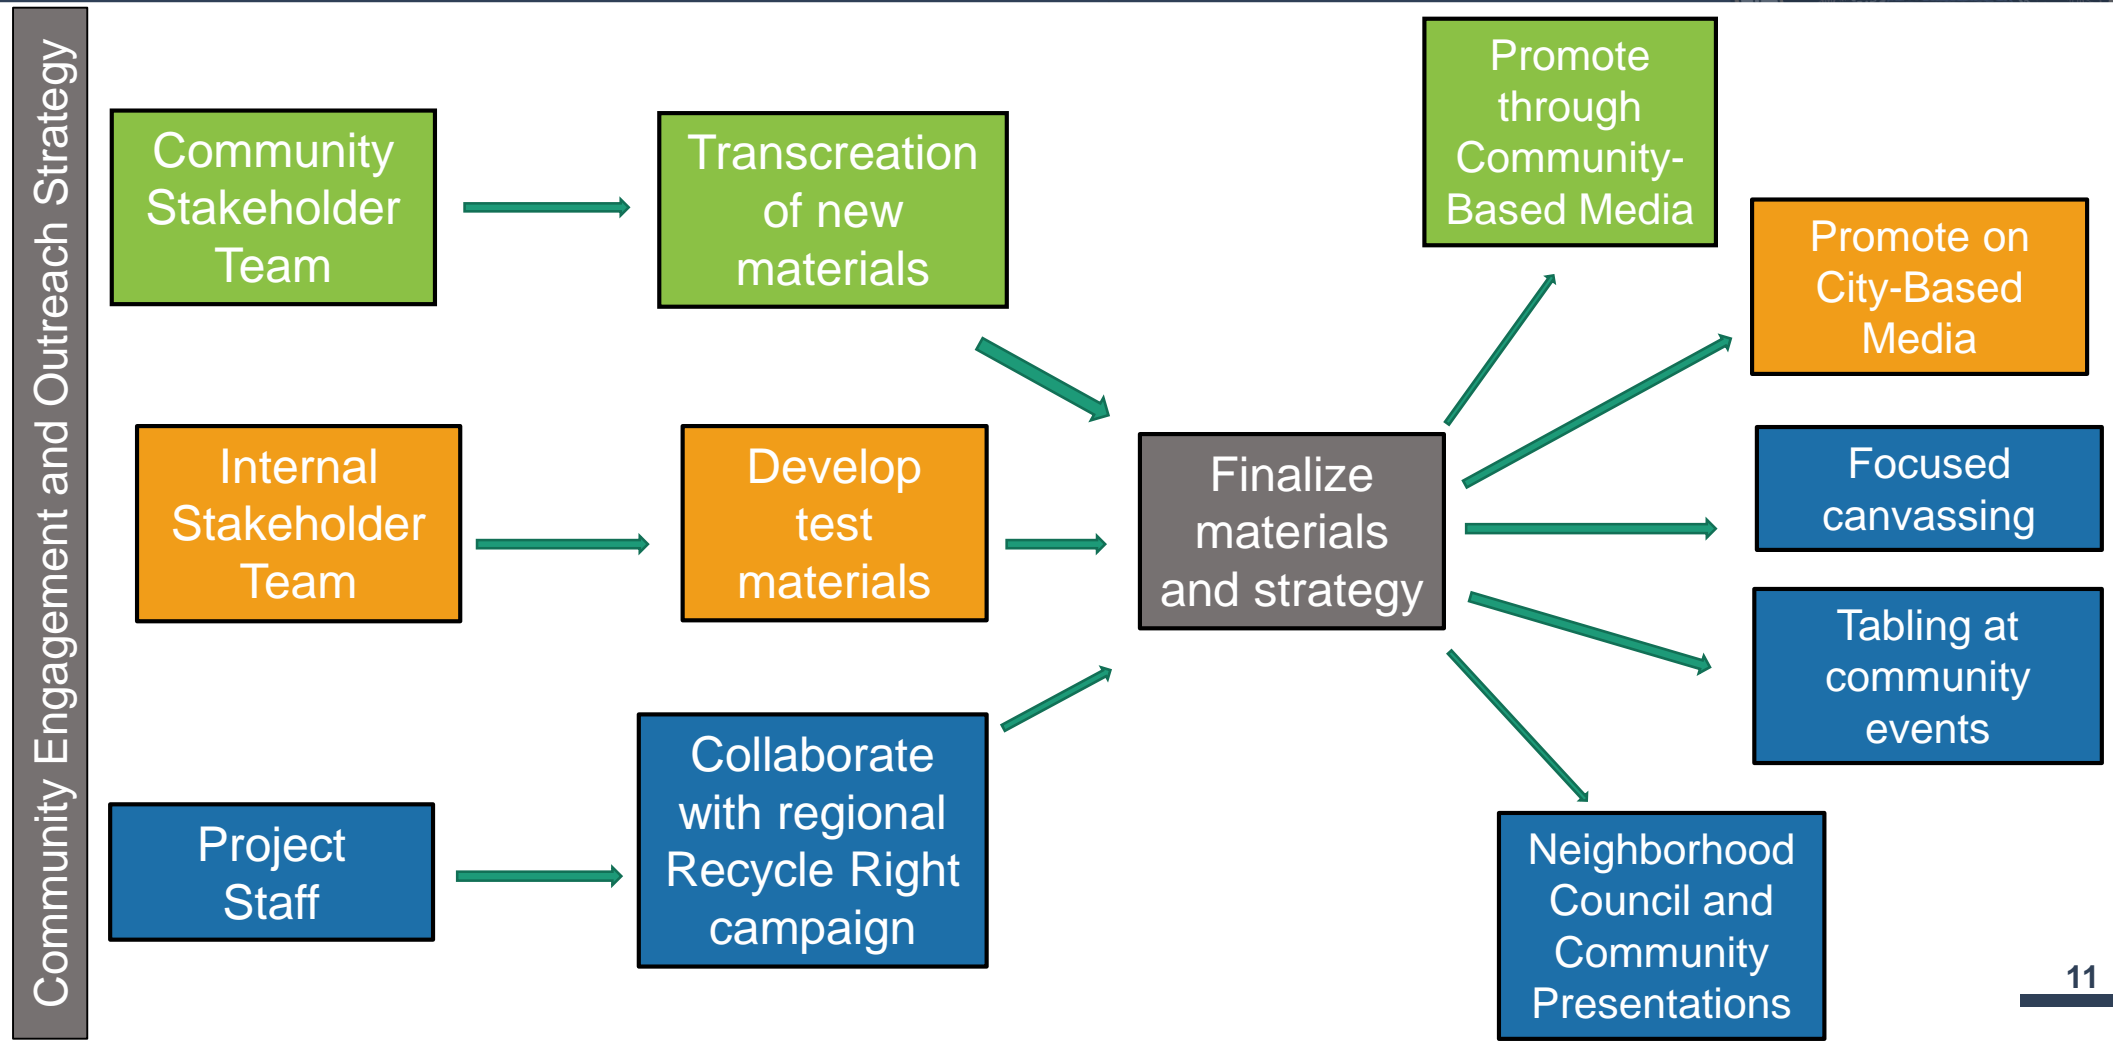 Community Engagement and Outreach Strategy
Community
Stakeholder
Team
Transcreation
of new
materials
Internal
Stakeholder
Team
Develop
test
materials
Project
Staff
Collaborate
with regional
Recycle Right
campaign
Finalize
materials
and strategy
Promote
through
Community-
Based Media
Promote on
City-Based
Media
Focused
canvassing
Tabling at
community
events
Neighborhood
Council and
Community
Presentations
11